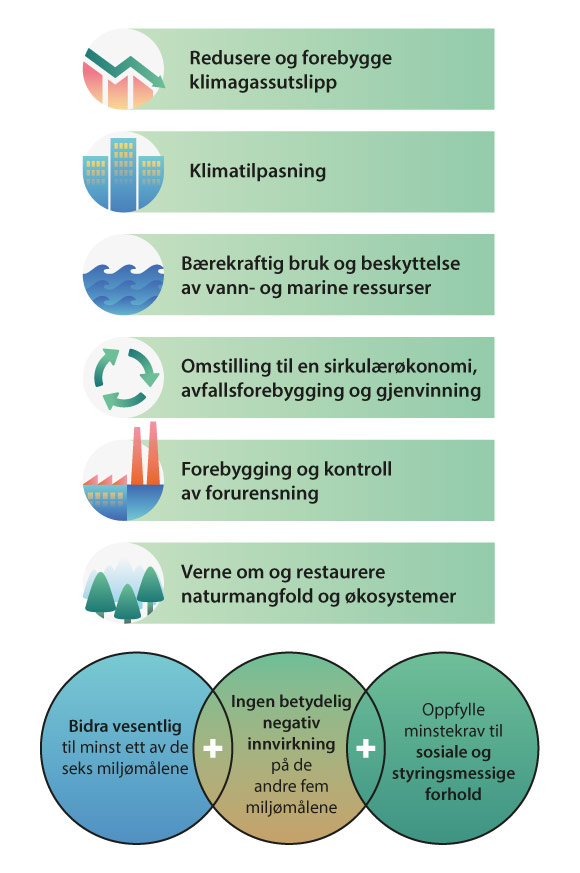 Redusere og forebygge
klimagassutslipp
Klimatilpasning
Bærekraftig bruk og beskyttelse
av vann- og marine ressurser
Omstilling til en sirkulærøkonomi,
avfallsforebygging og gjenvinning
Forebygging og kontroll
av forurensning
Verne om og restaurere
naturmangfold og økosystemer
Bidra vesentlig
til minst ett av de
seks miljømålene
+
Ingen betydelig
negativ
innvirkning
på de
andre fem
miljømålene
+
Oppfylle
minstekrav til
sosiale og
styringsmessige
forhold